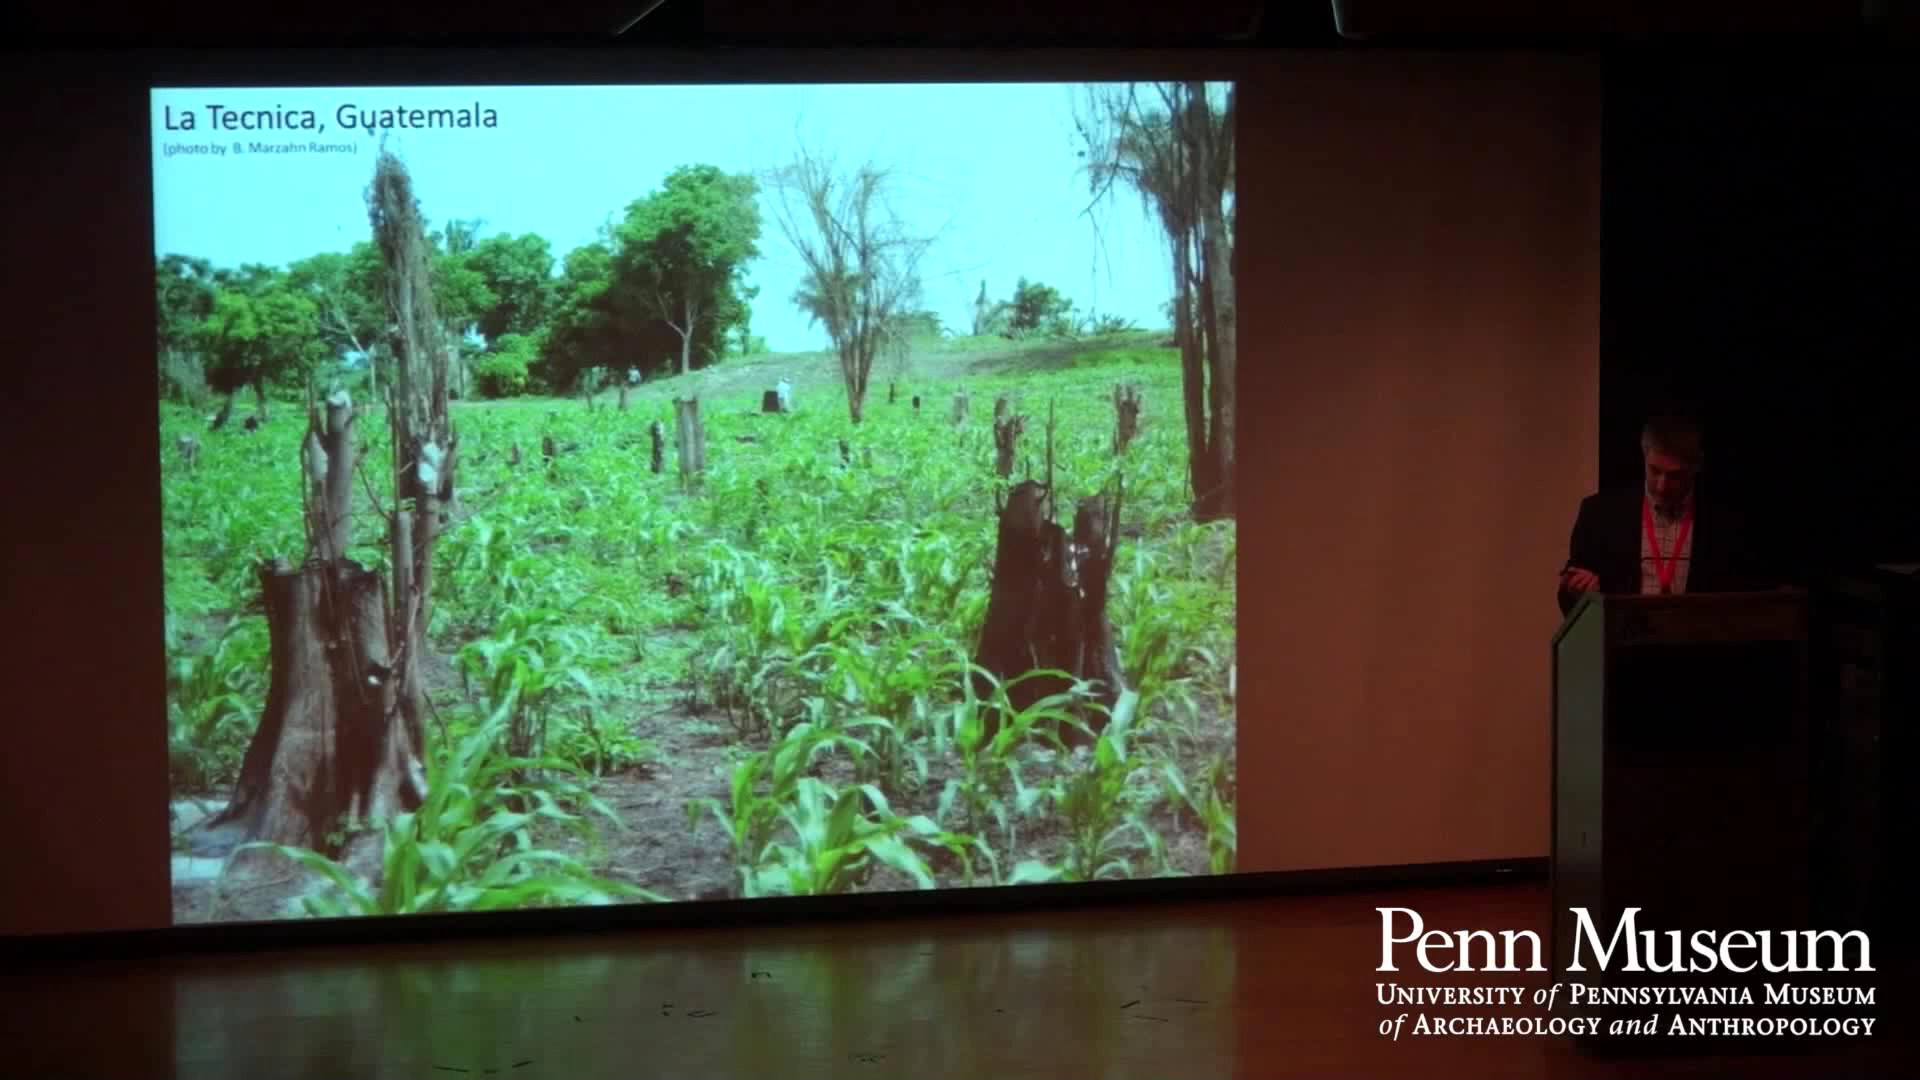 La Tecnica, Guatemala
(photo by B. Marzahn Ramos)
Penn Museum
UNIVERSITY of PENNSYLVANIA MUSEUM
of ARCHAEOLOGY and ANTHROPOLOGY